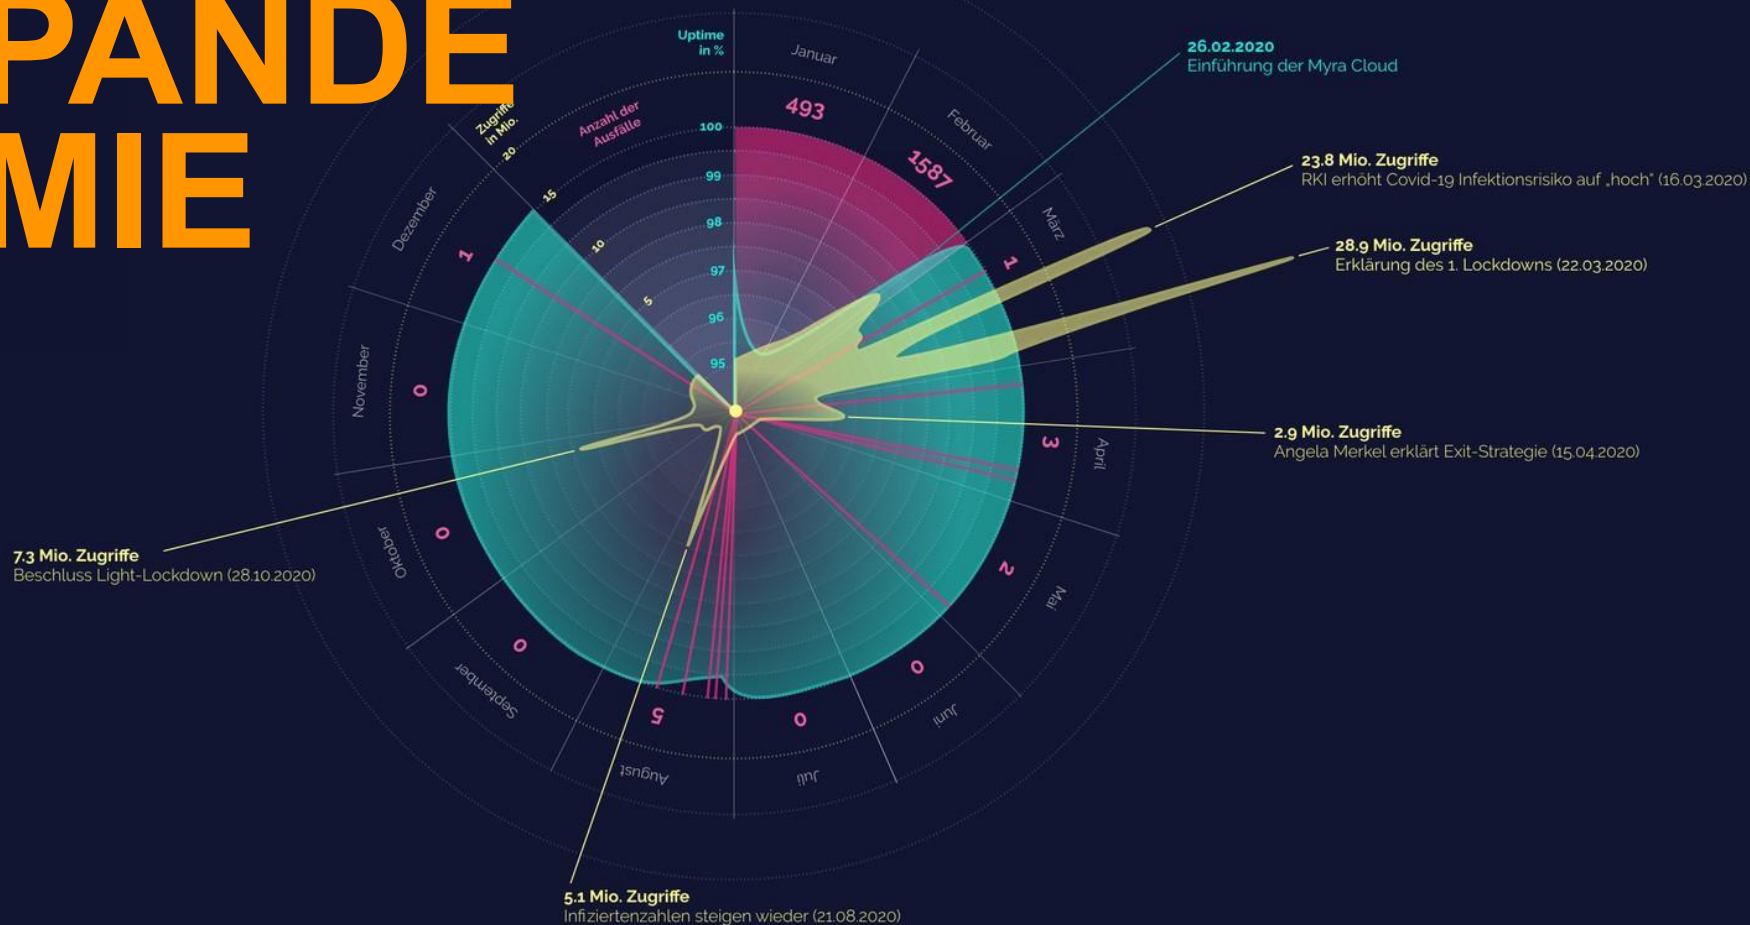 PANDE
MIE
Uptime
in %
Zugriffe
in Mio.
20
15
10
5
Anzahl der
Ausfälle
100
99
98
97
96
95
Januar
493
Februar
1587
März
1
April
3
Mai
2
Juni
0
Juli
0
August
5
September
0
Oktober
0
November
0
Dezember
1
26.02.2020
Einführung der Myra Cloud
23.8 Mio. Zugriffe
RKI erhöht Covid-19 Infektionsrisiko auf „hoch“ (16.03.2020)
28.9 Mio. Zugriffe
Erklärung des 1. Lockdowns (22.03.2020)
2.9 Mio. Zugriffe
Angela Merkel erklärt Exit-Strategie (15.04.2020)
7.3 Mio. Zugriffe
Beschluss Light-Lockdown (28.10.2020)
5.1 Mio. Zugriffe
Infiziertenzahlen steigen wieder (21.08.2020)